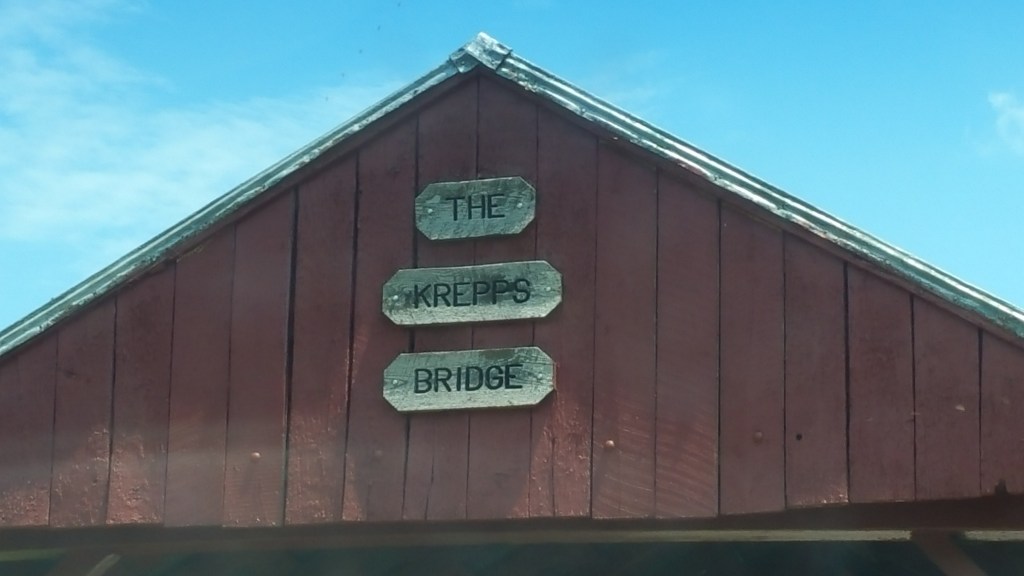 THE
KREPPS
BRIDGE